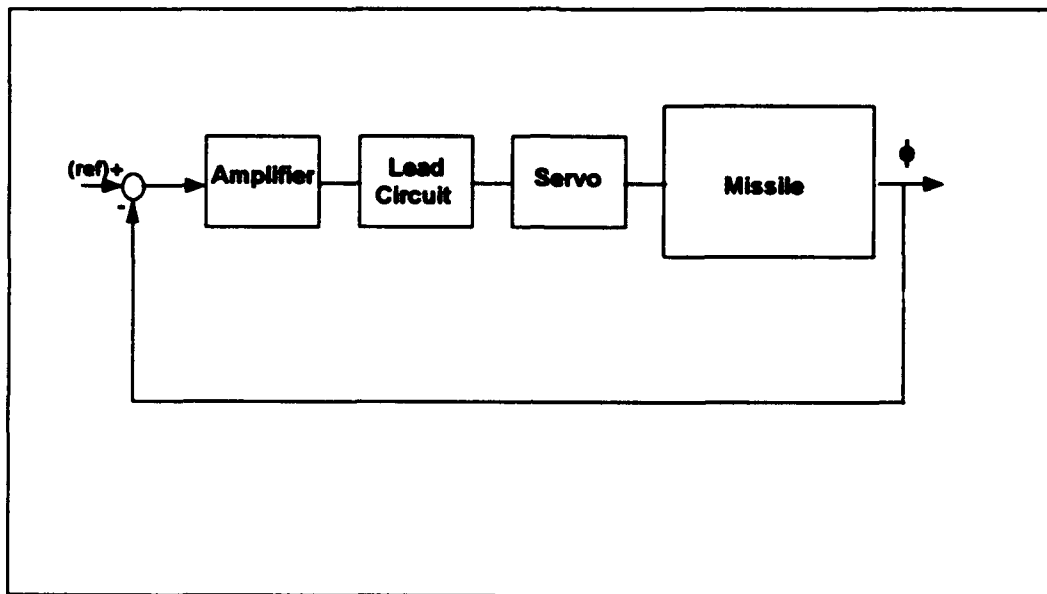 (ref)+
-
Amplifier
Lead
Circuit
Servo
Missile
ϕ